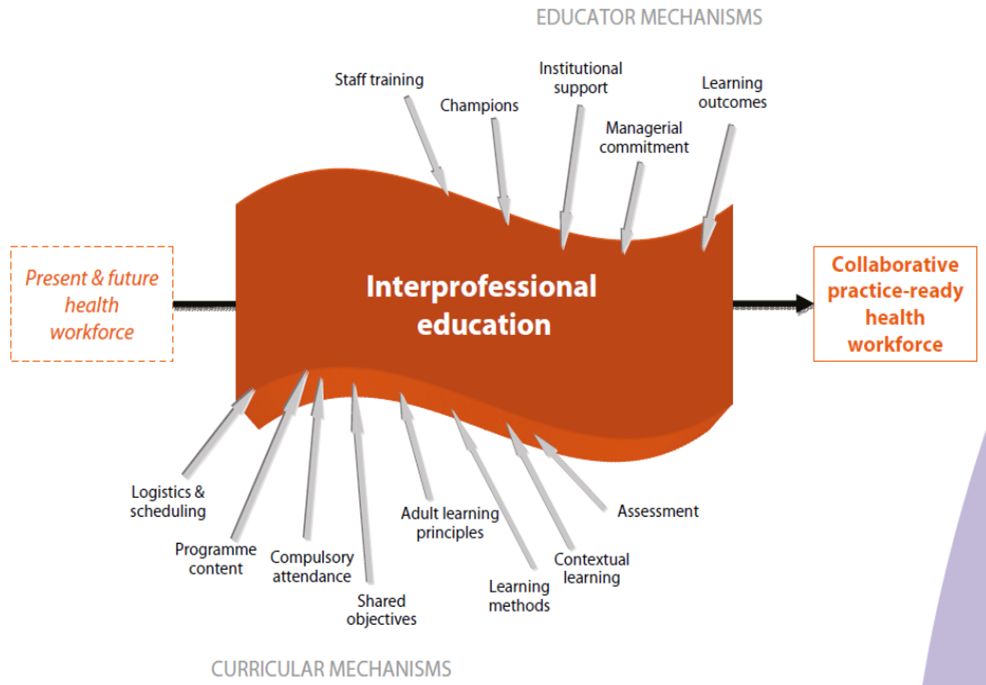 EDUCATOR MECHANISMS
Staff training
Champions
Institutional
support
Managerial
commitment
Learning
outcomes
Present & future
health
workforce
Interprofessional
education
Collaborative
practice-ready
health
workforce
Logistics &
scheduling
Programme
content
Compulsory
attendance
Shared
objectives
Adult learning
principles
Learning
methods
Contextual
learning
Assessment
CURRICULAR MECHANISMS